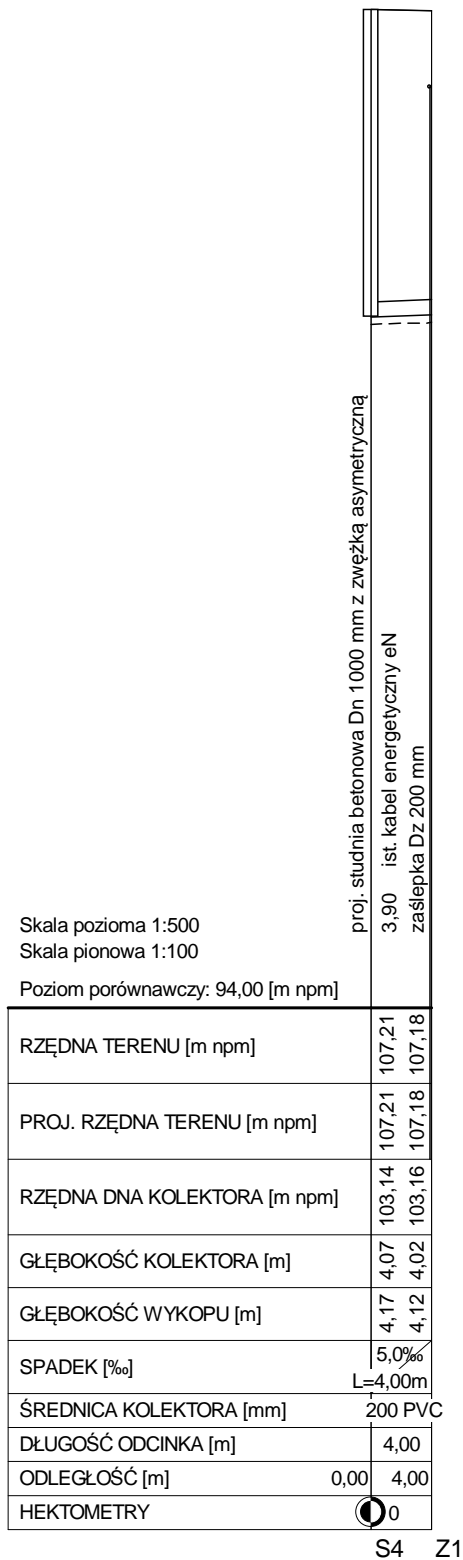 proj. studnia betonowa Dn 1000 mm z zwężką asymetryczną
3,90 ist. kabel energetyczny eN
zaślepka Dz 200 mm
Skala pozioma 1:500
Skala pionowa 1:100
Poziom porównawczy: 94,00 [m npm]
RZĘDNA TERENU [m npm] 107,21 107,18
PROJ. RZĘDNA TERENU [m npm] 107,21 107,18
RZĘDNA DNA KOLEKTORA [m npm] 103,14 103,16
GŁĘBOKOŚĆ KOLEKTORA [m] 4,07 4,02
GŁĘBOKOŚĆ WYKOPU [m] 4,17 4,12
SPADEK [‰] 5,0‰
L=4,00m
ŚREDNICA KOLEKTORA [mm] 200 PVC
DŁUGOŚĆ ODCINKA [m] 4,00
ODLEGŁOŚĆ [m] 0,00 4,00
HEKTOMETRY 0
S4 Z1